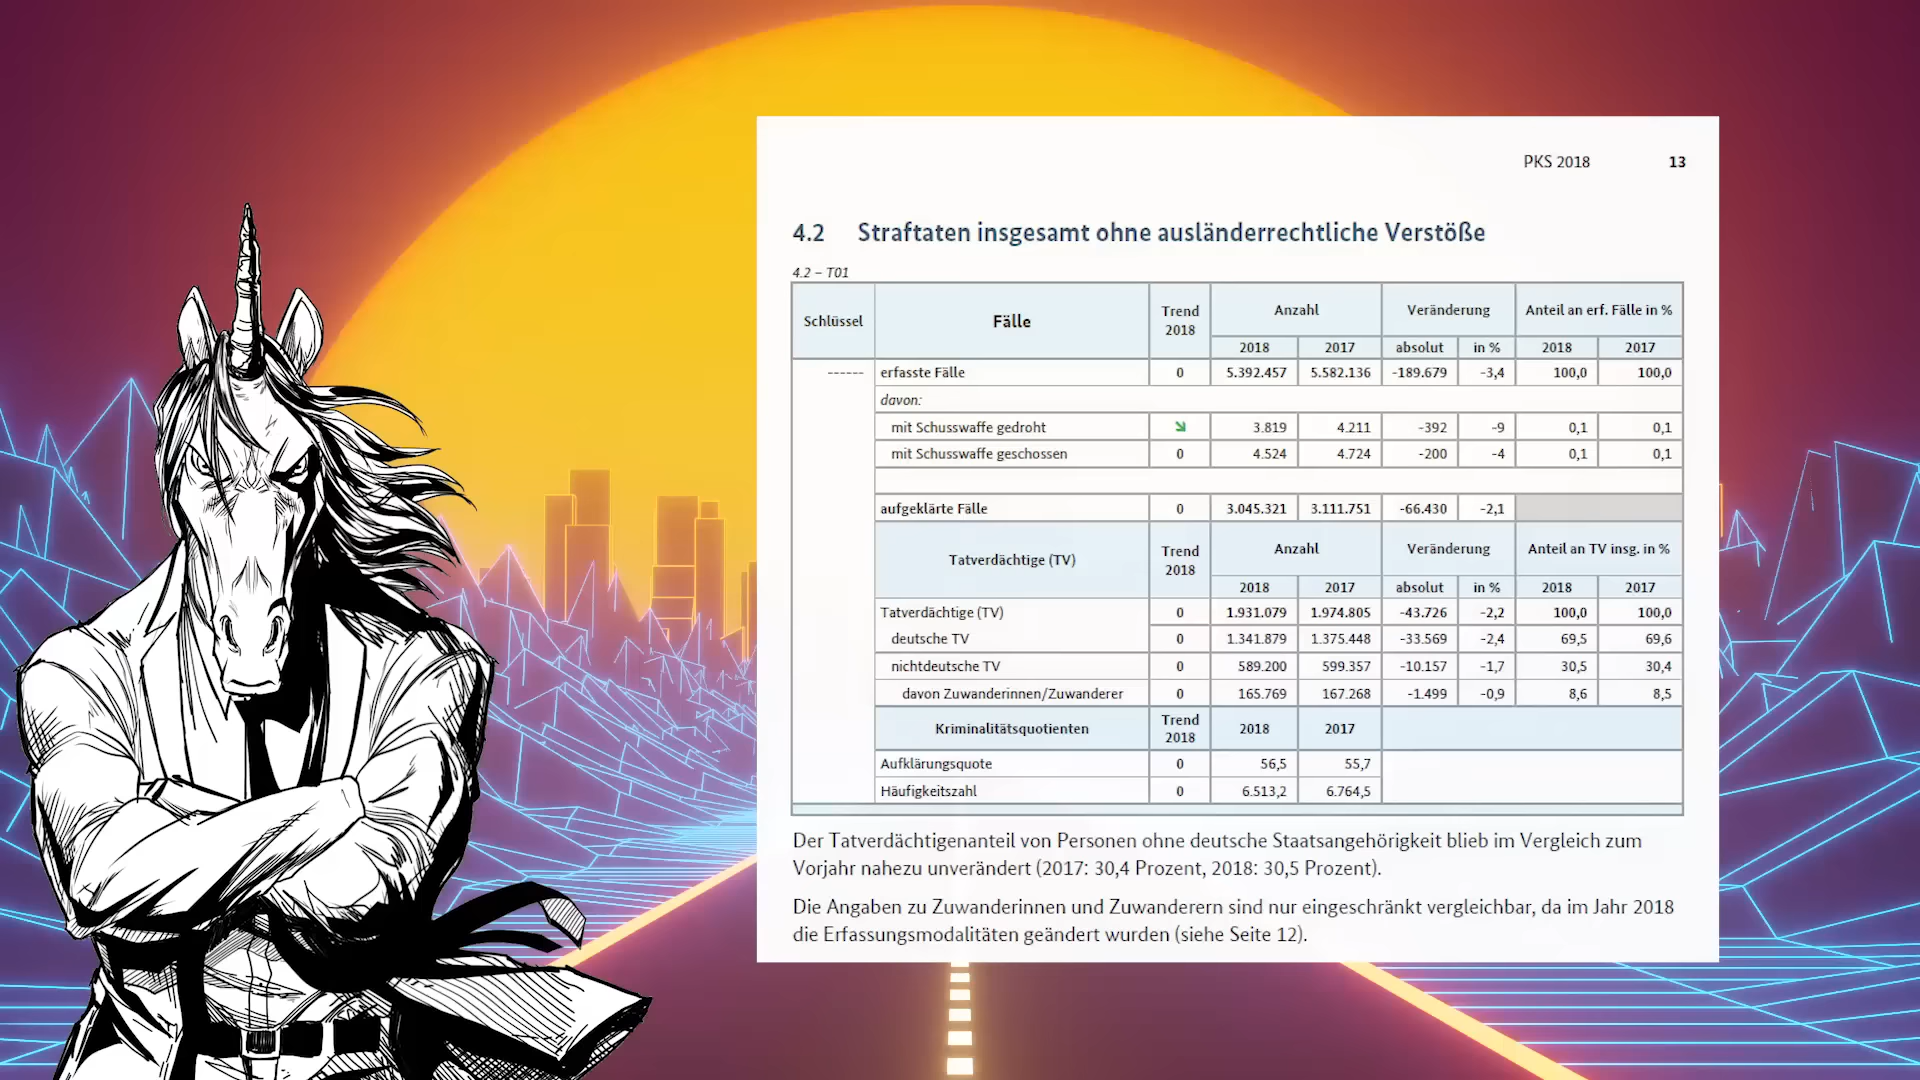 PKS 2018 13
4.2 Straftaten insgesamt ohne ausländerrechtliche Verstöße
4.2 – T01
Schlüssel Fälle Trend 2018 Anzahl Veränderung Anteil an erf. Fälle in %
2018 2017 absolut in % 2018 2017
------ erfasste Fälle 0 5.392.457 5.582.136 -189.679 -3,4 100,0 100,0
davon:
mit Schusswaffe gedroht 3.819 4.211 -392 -9 0,1 0,1
mit Schusswaffe geschossen 0 4.524 4.724 -200 -4 0,1 0,1
aufgeklärte Fälle 0 3.045.321 3.111.751 -66.430 -2,1
Tatverdächtige (TV) Trend 2018 Anzahl Veränderung Anteil an TV insg. in %
2018 2017 absolut in % 2018 2017
Tatverdächtige (TV) 0 1.931.079 1.974.805 -43.726 -2,2 100,0 100,0
deutsche TV 0 1.341.879 1.375.448 -33.569 -2,4 69,5 69,6
nichtdeutsche TV 0 589.200 599.357 -10.157 -1,7 30,5 30,4
davon Zuwanderinnen/Zuwanderer 0 165.769 167.268 -1.499 -0,9 8,6 8,5
Kriminalitätsquotienten Trend 2018 2018 2017
Aufklärungsquote 0 56,5 55,7
Häufigkeitszahl 0 6.513,2 6.764,5
Der Tatverdächtigenanteil von Personen ohne deutsche Staatsangehörigkeit blieb im Vergleich zum
Vorjahr nahezu unverändert (2017: 30,4 Prozent, 2018: 30,5 Prozent).
Die Angaben zu Zuwanderinnen und Zuwanderern sind nur eingeschränkt vergleichbar, da im Jahr 2018
die Erfassungsmodalitäten geändert wurden (siehe Seite 12).